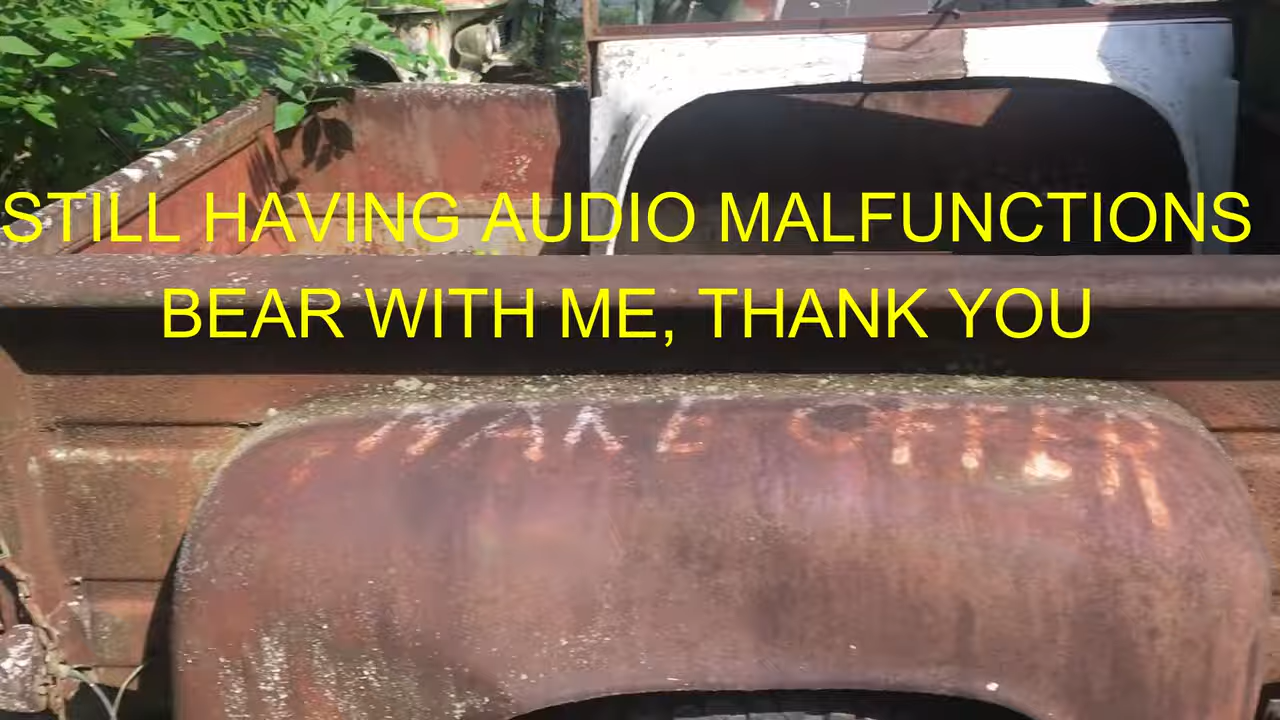 STILL HAVING AUDIO MALFUNCTIONS
BEAR WITH ME, THANK YOU
MAKE OFFER